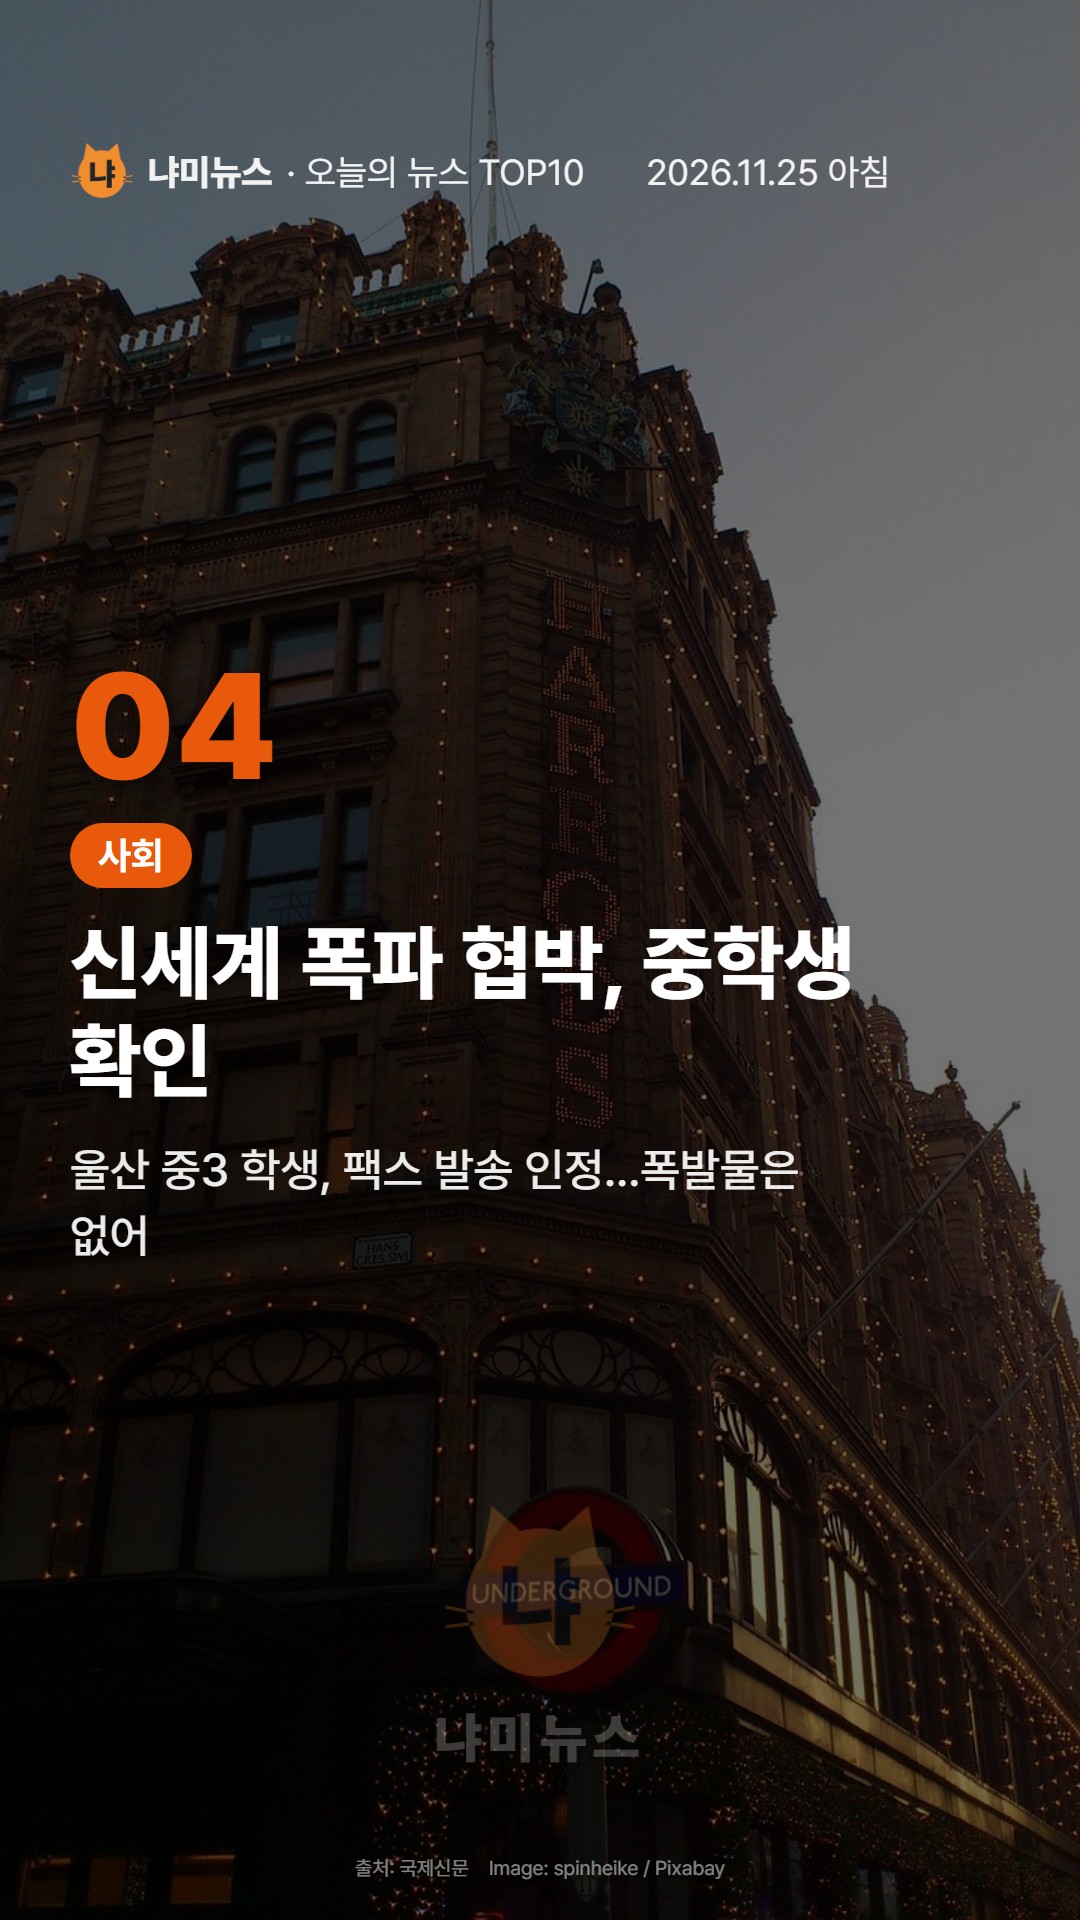 냐 냐미뉴스 · 오늘의 뉴스 TOP10 2026.11.25 아침
HARRODS
04
사회
신세계 폭파 협박, 중학생
확인
울산 중3 학생, 팩스 발송 인정...폭발물은
없어
HANS
CRES. SW1
UNDERGROUND
냐
냐미뉴스
출처: 국제신문 Image: spinheike / Pixabay